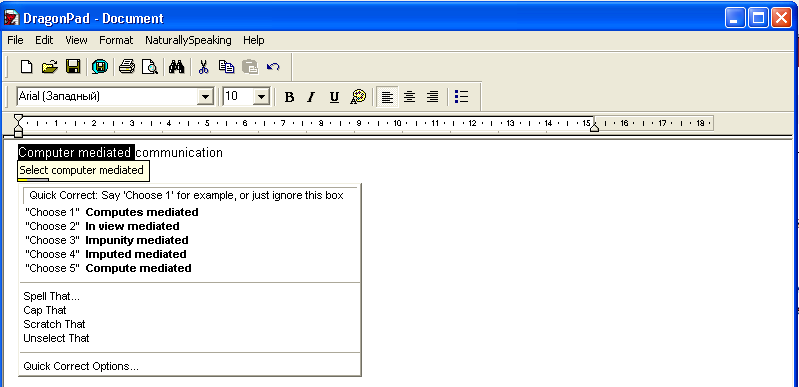 DragonPad - Document
File Edit View Format NaturallySpeaking Help
Arial (Западный) 10 B I U
1 2 3 4 5 6 7 8 9 10 11 12 13 14 15 16 17 18
Computer mediated communication
Select computer mediated
Quick Correct: Say 'Choose 1' for example, or just ignore this box
"Choose 1" Computes mediated
"Choose 2" In view mediated
"Choose 3" Impunity mediated
"Choose 4" Imputed mediated
"Choose 5" Compute mediated
Spell That...
Cap That
Scratch That
Unselect That
Quick Correct Options...